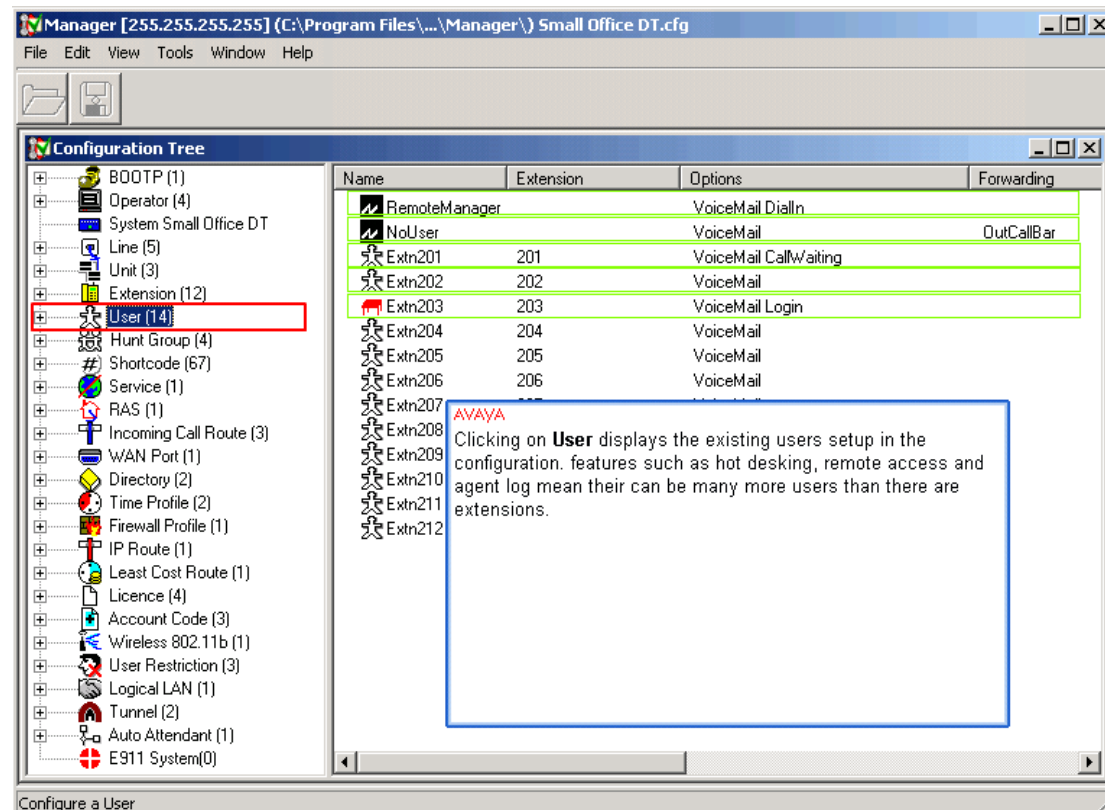 Manager [255.255.255.255] (C:\Program Files\...\Manager\) Small Office DT.cfg
File Edit View Tools Window Help
Configuration Tree
BOOTP (1)
Operator (4)
System Small Office DT
Line (5)
Unit (3)
Extension (12)
User (14)
Hunt Group (4)
Shortcode (67)
Service (1)
RAS (1)
Incoming Call Route (3)
WAN Port (1)
Directory (2)
Time Profile (2)
Firewall Profile (1)
IP Route (1)
Least Cost Route (1)
Licence (4)
Account Code (3)
Wireless 802.11b (1)
User Restriction (3)
Logical LAN (1)
Tunnel (2)
Auto Attendant (1)
E911 System(0)
Name Extension Options Forwarding
RemoteManager VoiceMail DialIn
NoUser VoiceMail OutCallBar
Extn201 201 VoiceMail CallWaiting
Extn202 202 VoiceMail
Extn203 203 VoiceMail Login
Extn204 204 VoiceMail
Extn205 205 VoiceMail
Extn206 206 VoiceMail
Extn207
Extn208
Extn209
Extn210
Extn211
Extn212
AVAYA
Clicking on User displays the existing users setup in the
configuration. features such as hot desking, remote access and
agent log mean their can be many more users than there are
extensions.
Configure a User